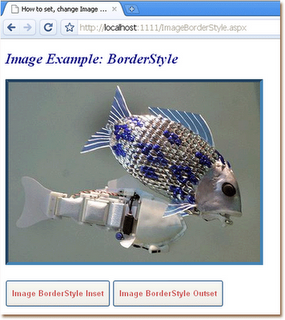 How to set, change Image ...
http://localhost:1111/ImageBorderStyle.aspx
Image Example: BorderStyle
Image BorderStyle Inset
Image BorderStyle Outset